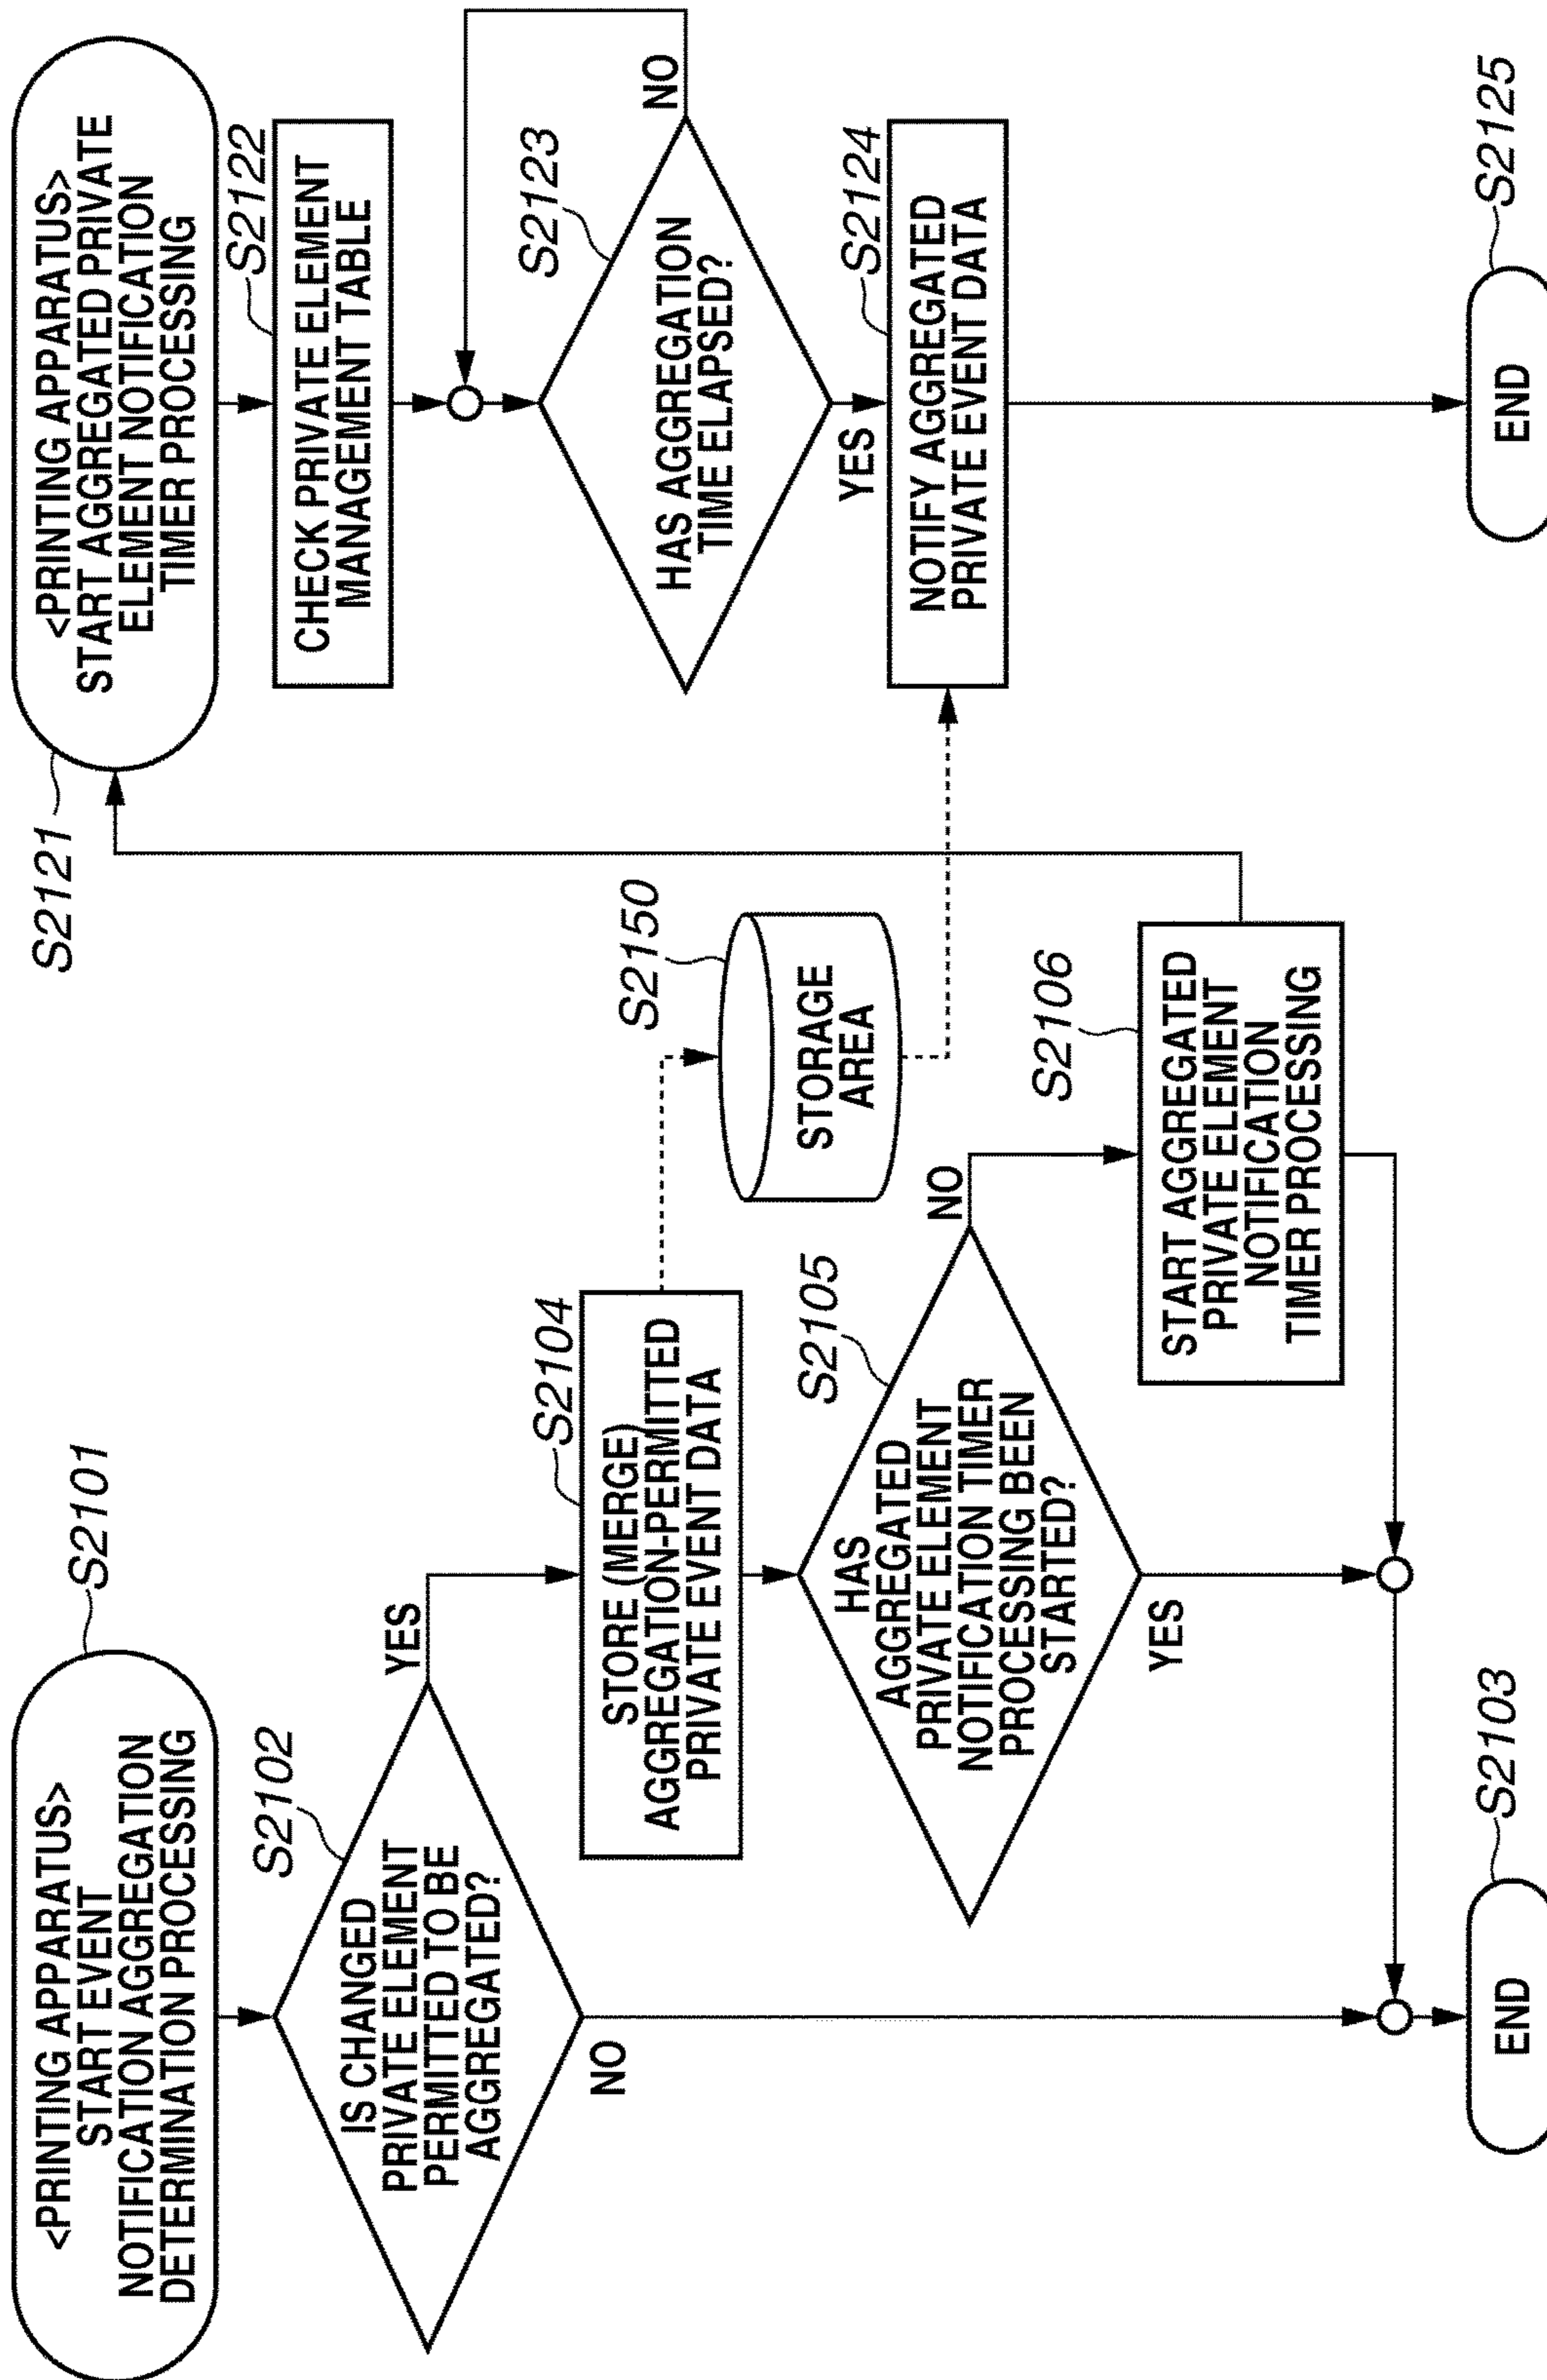 <PRINTING APPARATUS>
START EVENT
NOTIFICATION AGGREGATION
DETERMINATION PROCESSING
S2101
IS CHANGED
PRIVATE ELEMENT
PERMITTED TO BE
AGGREGATED?
S2102
YES
NO
STORE (MERGE)
AGGREGATION-PERMITTED
PRIVATE EVENT DATA
S2104
HAS
AGGREGATED
PRIVATE ELEMENT
NOTIFICATION TIMER
PROCESSING BEEN
STARTED?
S2105
NO
YES
STORAGE
AREA
S2150
START AGGREGATED
PRIVATE ELEMENT
NOTIFICATION
TIMER PROCESSING
S2106
END
S2103
<PRINTING APPARATUS>
START AGGREGATED PRIVATE
ELEMENT NOTIFICATION
TIMER PROCESSING
S2121
CHECK PRIVATE ELEMENT
MANAGEMENT TABLE
S2122
HAS AGGREGATION
TIME ELAPSED?
S2123
NO
YES
NOTIFY AGGREGATED
PRIVATE EVENT DATA
S2124
END
S2125